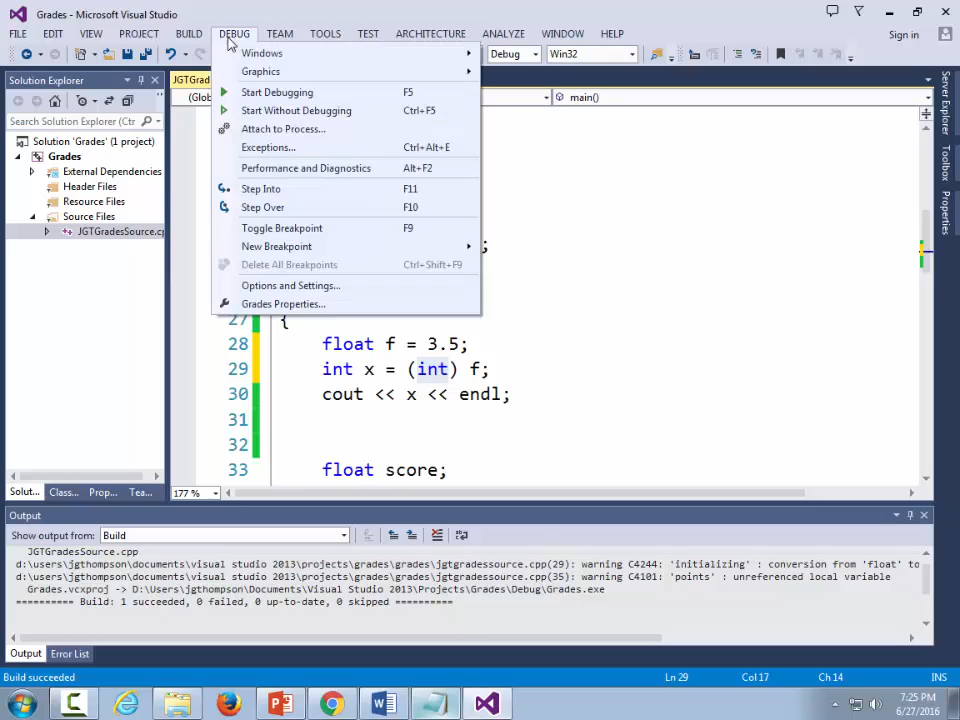 Grades - Microsoft Visual Studio
FILE EDIT VIEW PROJECT BUILD DEBUG TEAM TOOLS TEST ARCHITECTURE ANALYZE WINDOW HELP Sign in
Debug Win32
Solution Explorer
Search Solution Explorer (Ctr
Solution 'Grades' (1 project)
Grades
External Dependencies
Header Files
Resource Files
Source Files
JGTGradesSource.cp
Solut... Class... Prop... Tea...
JGTGrad
(Glob
main()
Windows
Graphics
Start Debugging F5
Start Without Debugging Ctrl+F5
Attach to Process...
Exceptions... Ctrl+Alt+E
Performance and Diagnostics Alt+F2
Step Into F11
Step Over F10
Toggle Breakpoint F9
New Breakpoint
Delete All Breakpoints Ctrl+Shift+F9
Options and Settings...
Grades Properties...
;
27 {
28 float f = 3.5;
29 int x = (int) f;
30 cout << x << endl;
31
32
33 float score;
177 %
Server Explorer
Toolbox
Properties
Output
Show output from: Build
JGTGradesSource.cpp
d:\users\jgthompson\documents\visual studio 2013\projects\grades\grades\jgtgradessource.cpp(29): warning C4244: 'initializing' : conversion from 'float' to
d:\users\jgthompson\documents\visual studio 2013\projects\grades\grades\jgtgradessource.cpp(35): warning C4101: 'points' : unreferenced local variable
Grades.vcxproj -> D:\Users\jgthompson\Documents\Visual Studio 2013\Projects\Grades\Debug\Grades.exe
========== Build: 1 succeeded, 0 failed, 0 up-to-date, 0 skipped ==========
Output Error List
Build succeeded Ln 29 Col 17 Ch 14 INS
7:25 PM
6/27/2016